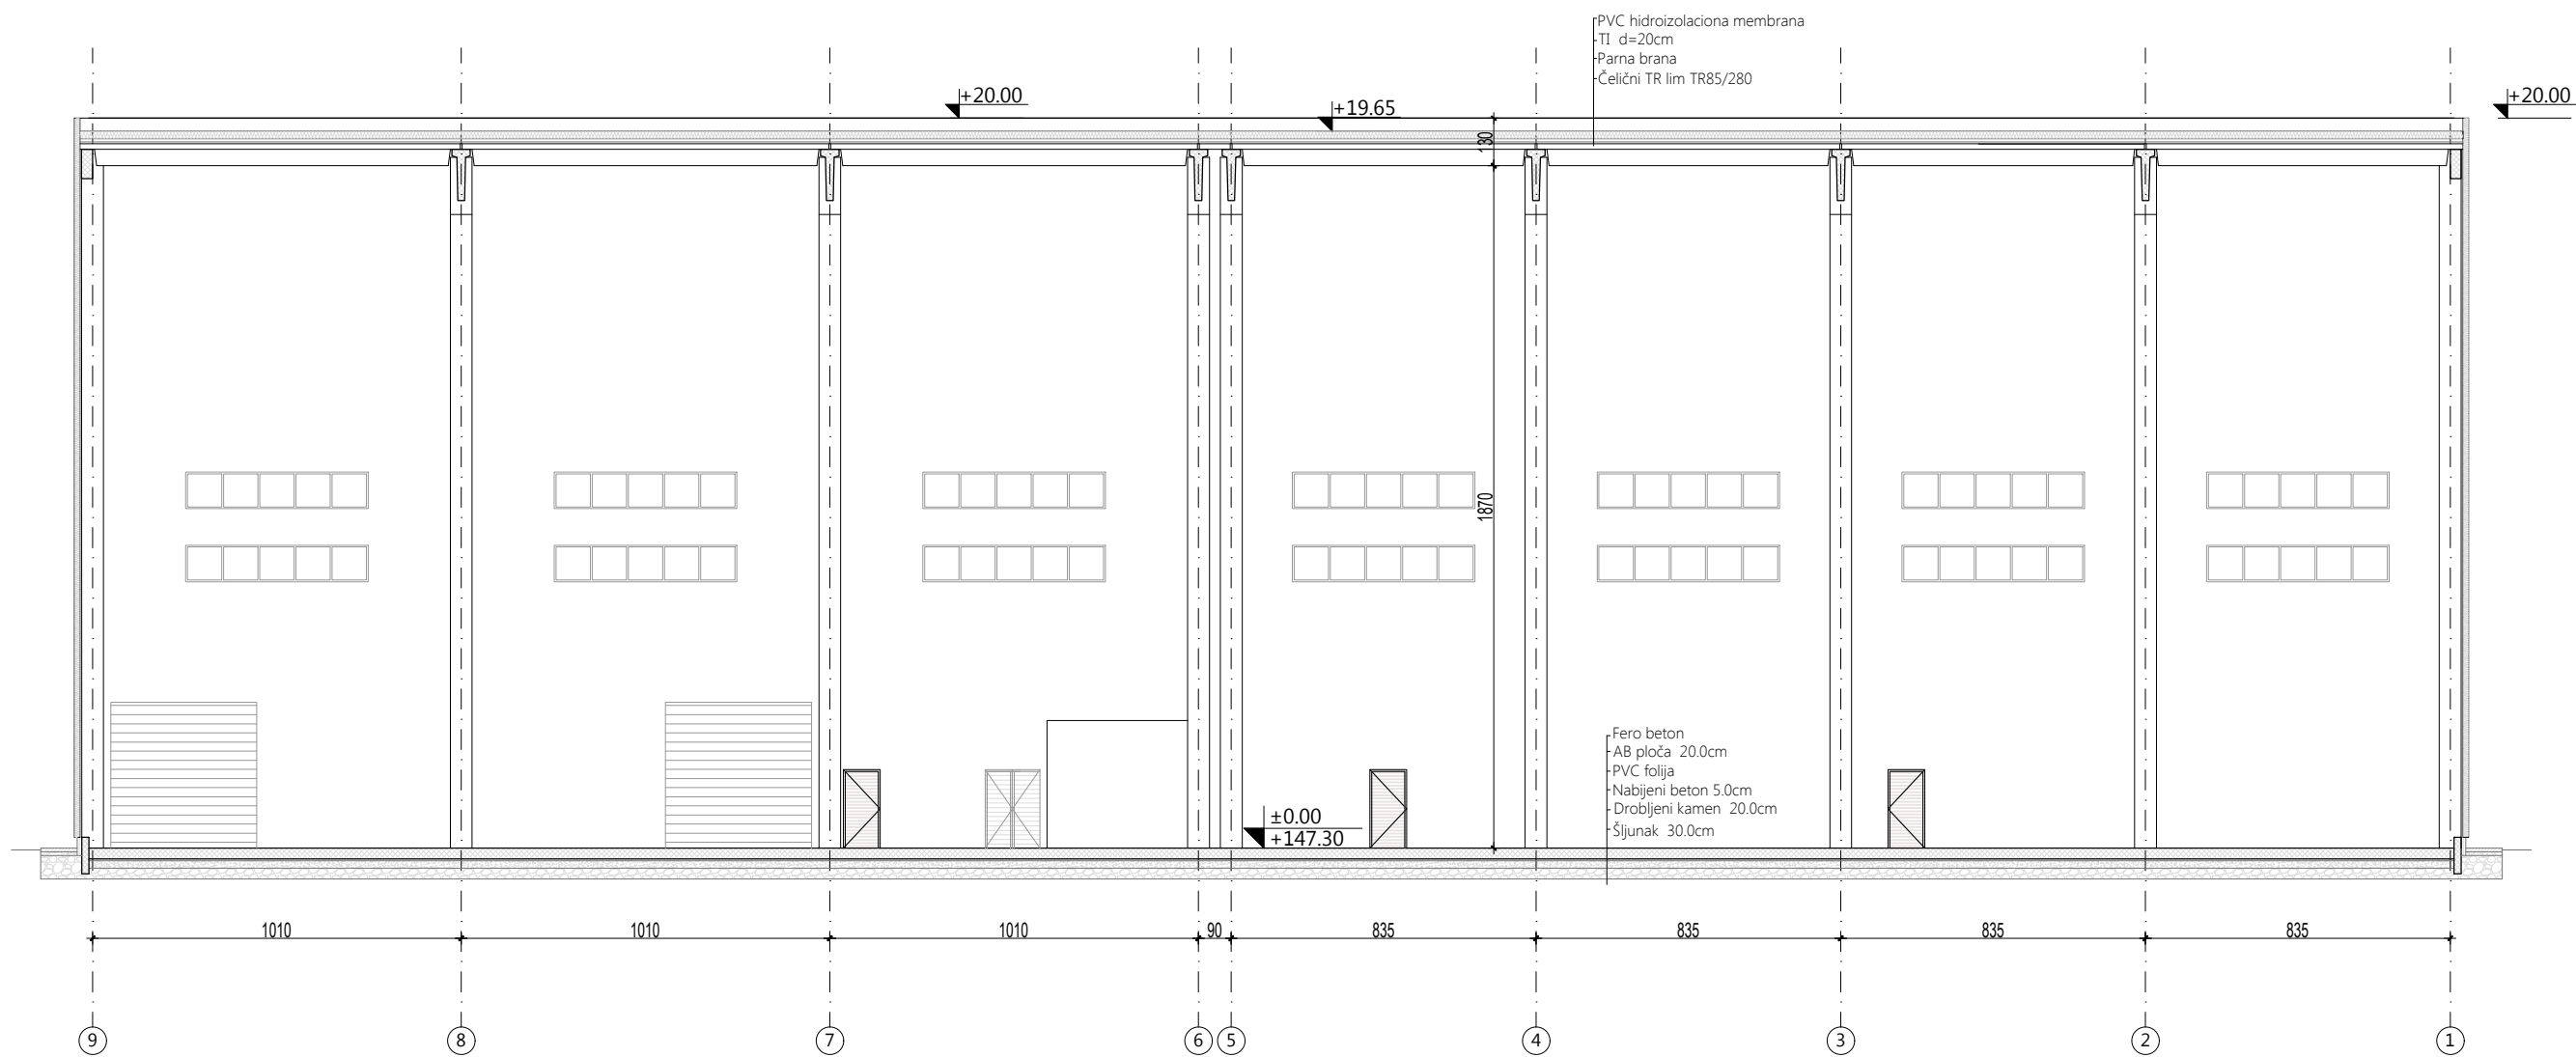 PVC hidroizolaciona membrana
TI d=20cm
Parna brana
Čelični TR lim TR85/280
+20.00
+19.65
+20.00
130
1870
Fero beton
AB ploča 20.0cm
PVC folija
Nabijeni beton 5.0cm
Drobljeni kamen 20.0cm
Šljunak 30.0cm
±0.00
+147.30
1010
1010
1010
90
835
835
835
835
9
8
7
6
5
4
3
2
1